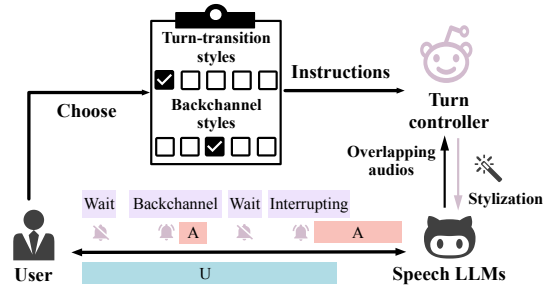 Turn-transition
styles
Backchannel
styles
Choose
Instructions
Turn
controller
Overlapping
audios
Stylization
Wait
Backchannel
Wait
Interrupting
A
A
User
U
Speech LLMs